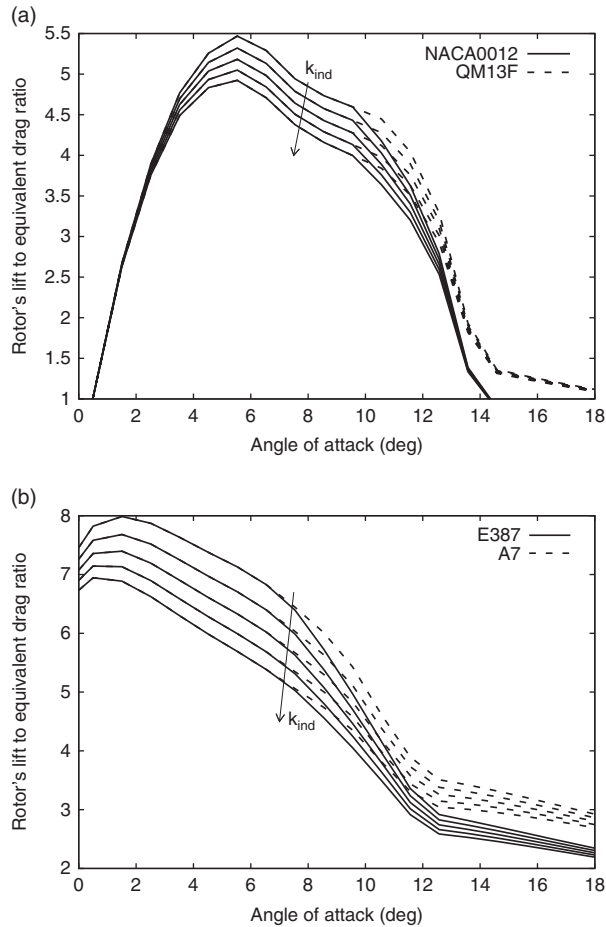 (a)
5.5
5
4.5
4
3.5
3
2.5
2
1.5
1
Rotor's lift to equivalent drag ratio
k_ind
NACA0012
QM13F
0 2 4 6 8 10 12 14 16 18
Angle of attack (deg)
(b)
8
7
6
5
4
3
2
Rotor's lift to equivalent drag ratio
E387
A7
k_ind
0 2 4 6 8 10 12 14 16 18
Angle of attack (deg)